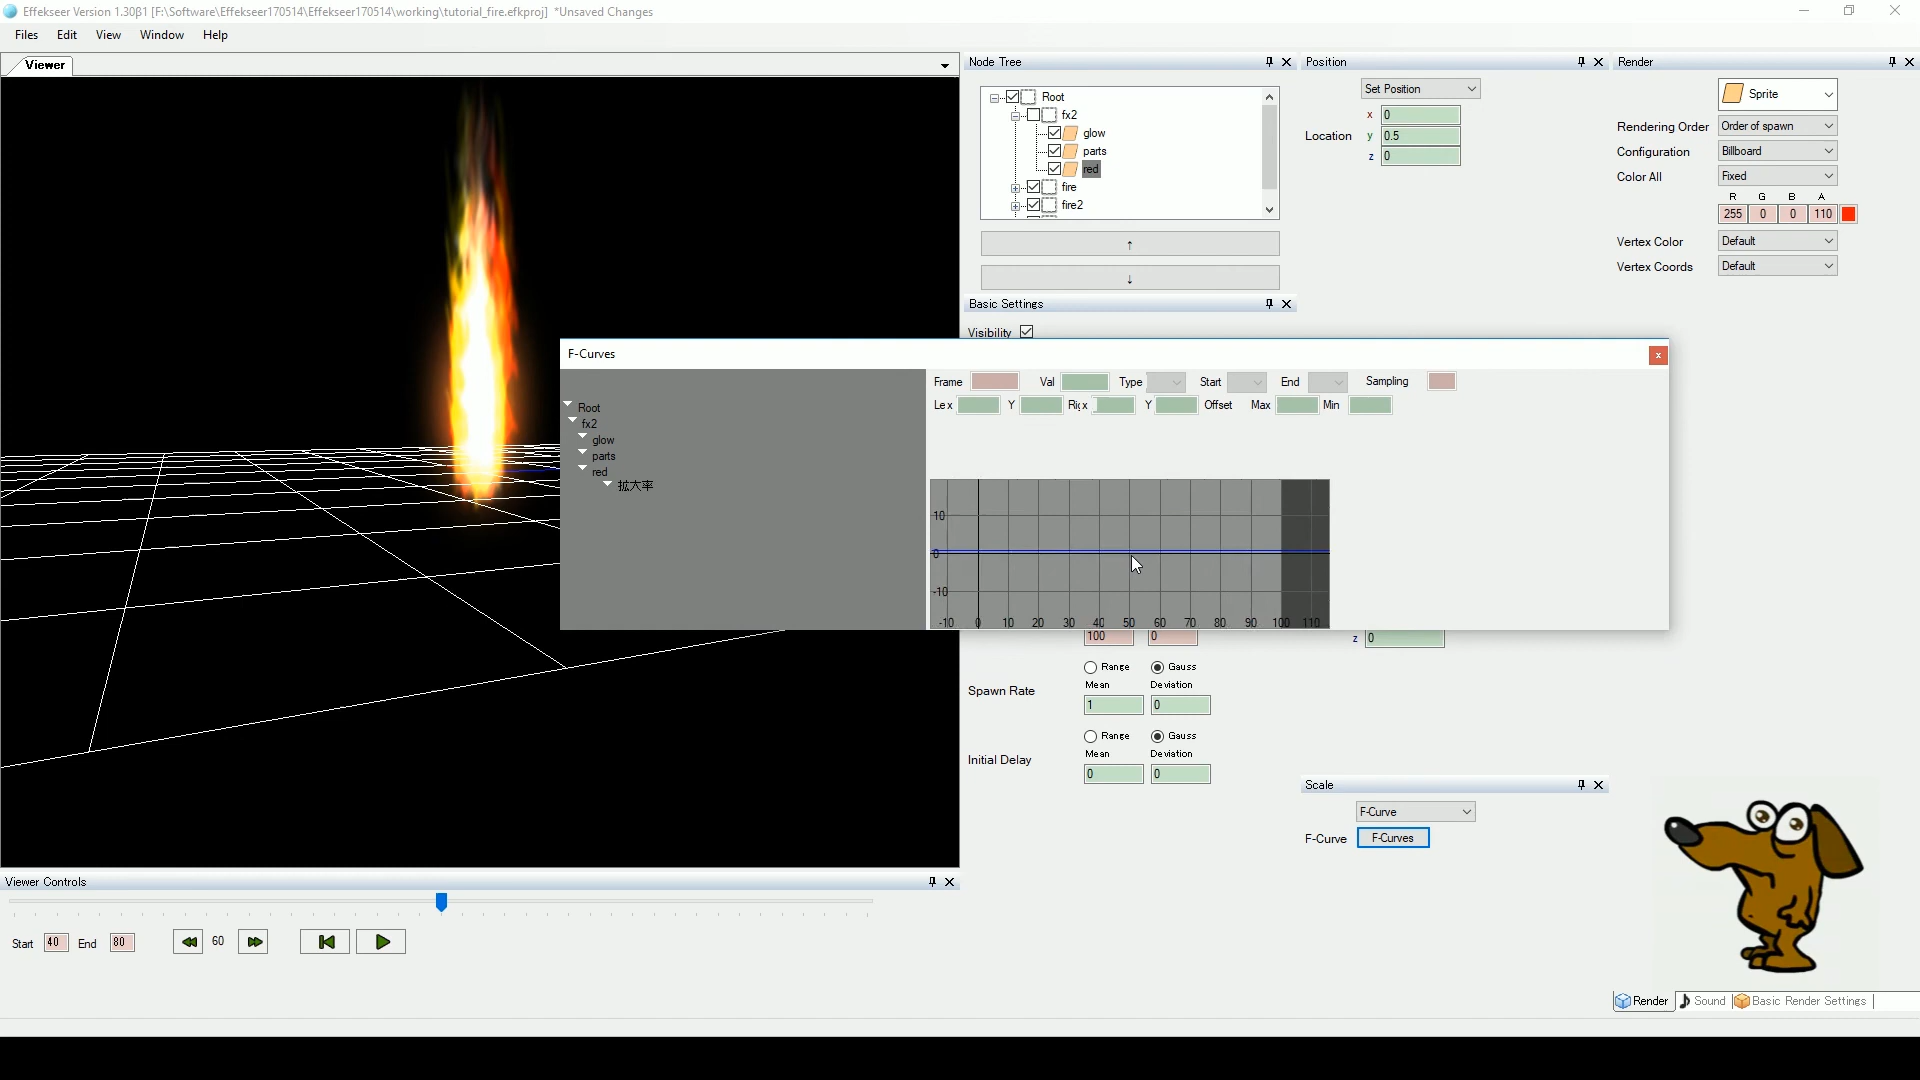 Effekseer Version 1.30β1 [F:\Software\Effekseer170514\Effekseer170514\working\tutorial_fire.efkproj] *Unsaved Changes
Files Edit View Window Help
Viewer
Node Tree
Root
fx2
glow
parts
red
fire
fire2
↑
↓
Basic Settings
Visibility
Position
Set Position
Location
x 0
y 0.5
z 0
Render
Sprite
Rendering Order Order of spawn
Configuration Billboard
Color All Fixed
R G B A
255 0 0 110
Vertex Color Default
Vertex Coords Default
F-Curves
x
Root
fx2
glow
parts
red
拡大率
Frame Val Type Start End Sampling
Le x Y Ri x Y Offset Max Min
10
0
-10
-10 0 10 20 30 40 50 60 70 80 90 100 110
100 0
z 0
Range Gauss
Spawn Rate
Mean Deviation
1 0
Range Gauss
Initial Delay
Mean Deviation
0 0
Scale
F-Curve
F-Curve F-Curves
Viewer Controls
Start 40 End 80 60
Render Sound Basic Render Settings